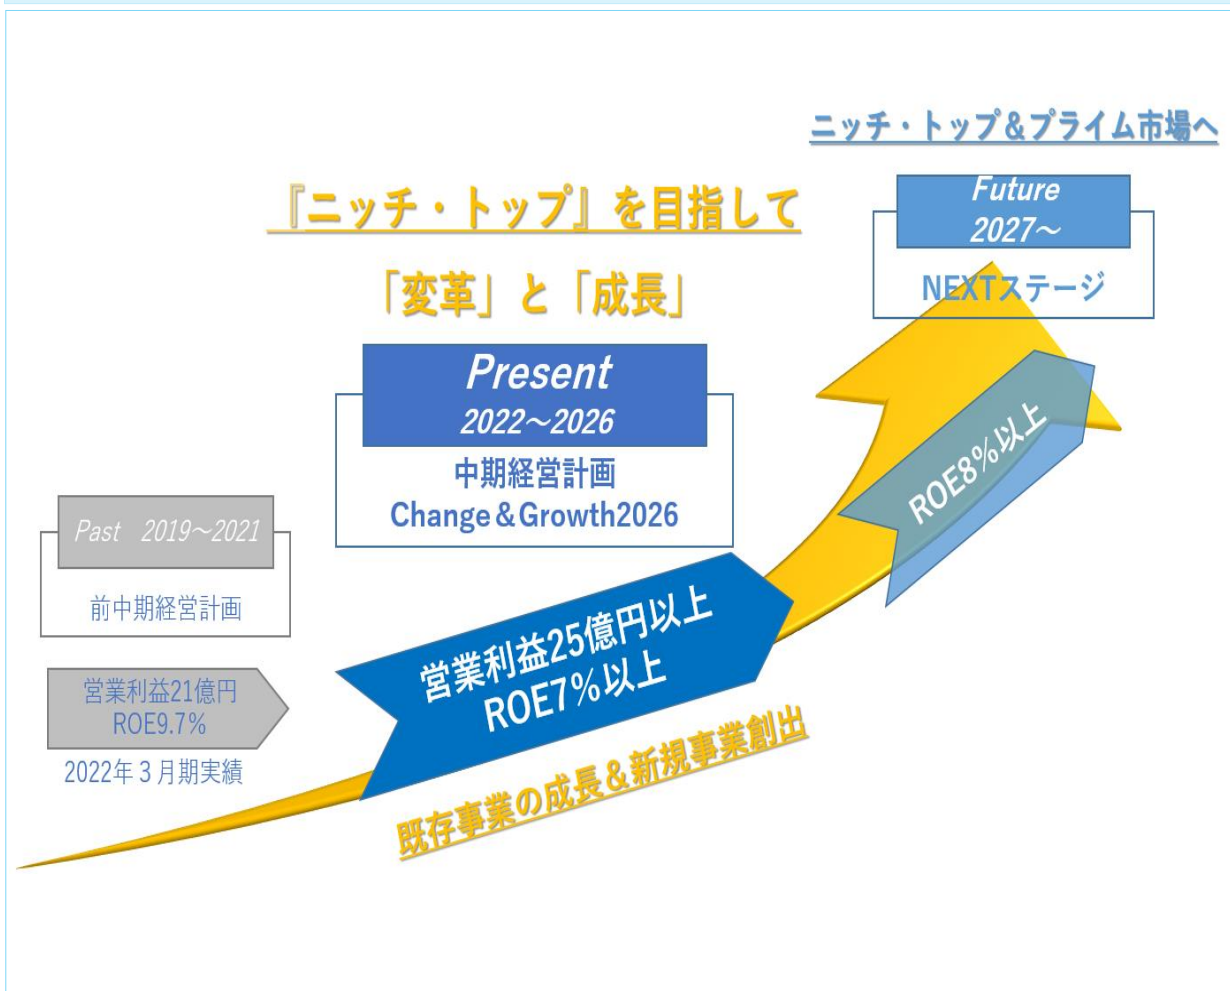 ニッチ・トップ＆プライム市場へ
Future
2027～
NEXTステージ
『ニッチ・トップ』を目指して
「変革」と「成長」
Present
2022～2026
中期経営計画
Change＆Growth2026
Past　2019～2021
前中期経営計画
営業利益21億円
ROE9.7%
2022年３月期実績
営業利益25億円以上
ROE7%以上
ROE8%以上
既存事業の成長＆新規事業創出